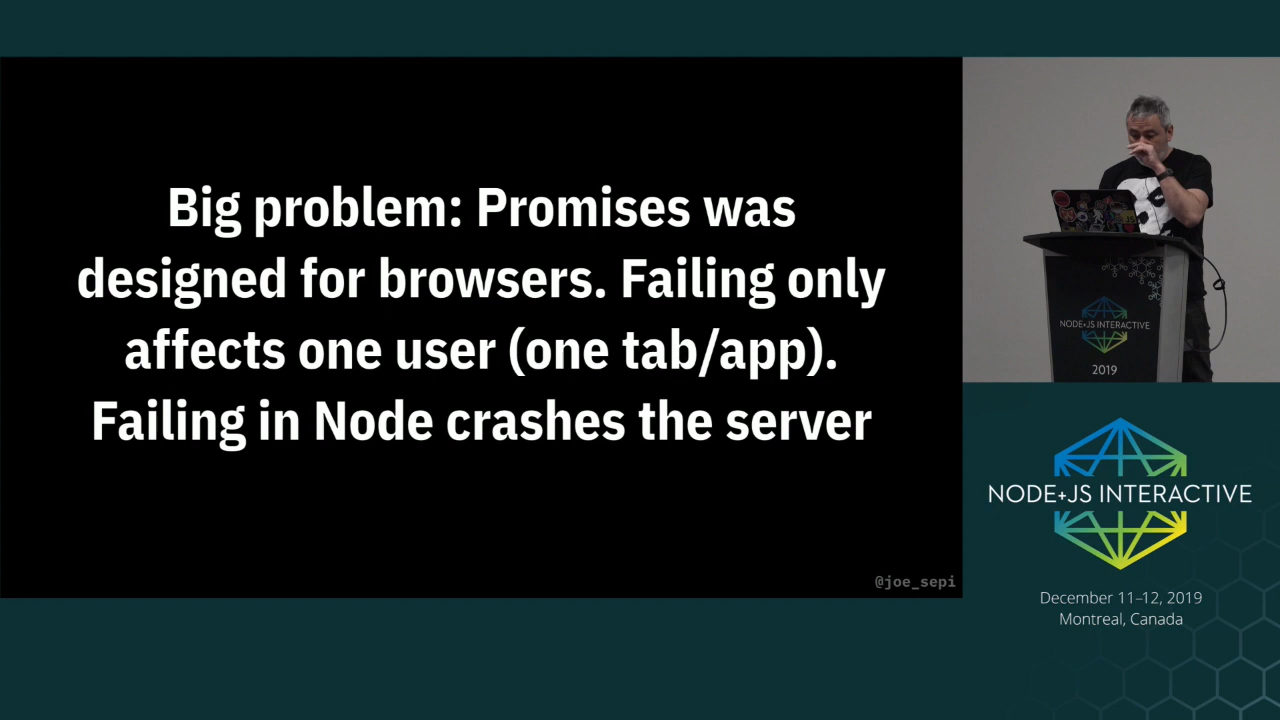 Big problem: Promises was
designed for browsers. Failing only
affects one user (one tab/app).
Failing in Node crashes the server
@joe_sepi
NODE+JS INTERACTIVE
2019
NODE+JS INTERACTIVE
December 11–12, 2019
Montreal, Canada